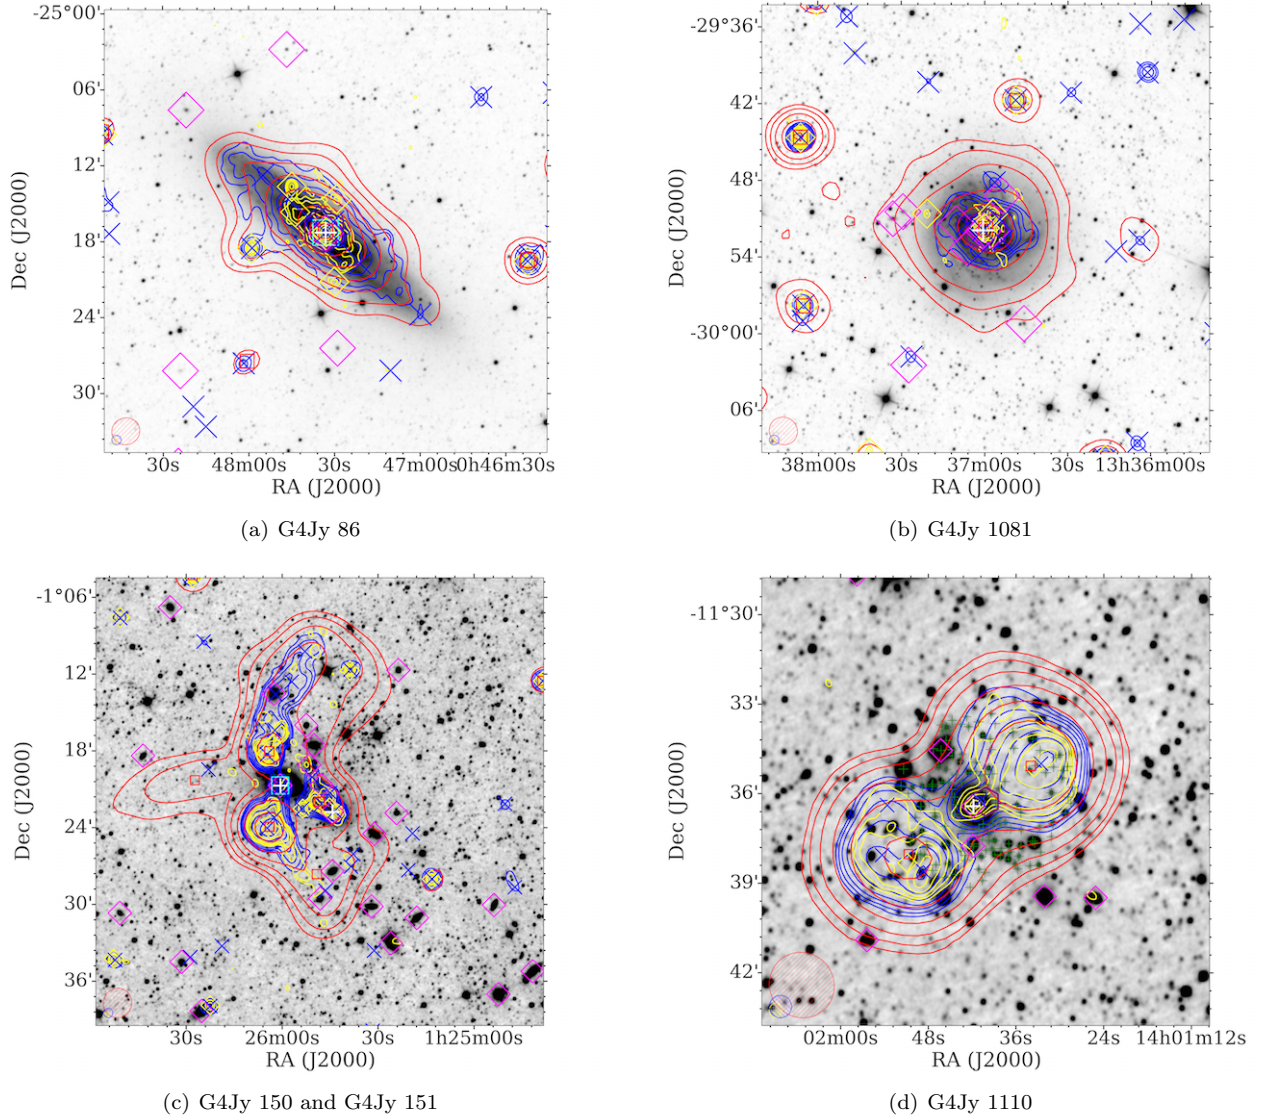 -25°00'
06'
12'
18'
24'
30'
Dec (J2000)
30s 48m00s 30s 47m00s 0h46m30s
RA (J2000)
(a) G4Jy 86
-29°36'
42'
48'
54'
-30°00'
06'
Dec (J2000)
38m00s 30s 37m00s 30s 13h36m00s
RA (J2000)
(b) G4Jy 1081
-1°06'
12'
18'
24'
30'
36'
Dec (J2000)
30s 26m00s 30s 1h25m00s
RA (J2000)
(c) G4Jy 150 and G4Jy 151
-11°30'
33'
36'
39'
42'
Dec (J2000)
02m00s 48s 36s 24s 14h01m12s
RA (J2000)
(d) G4Jy 1110